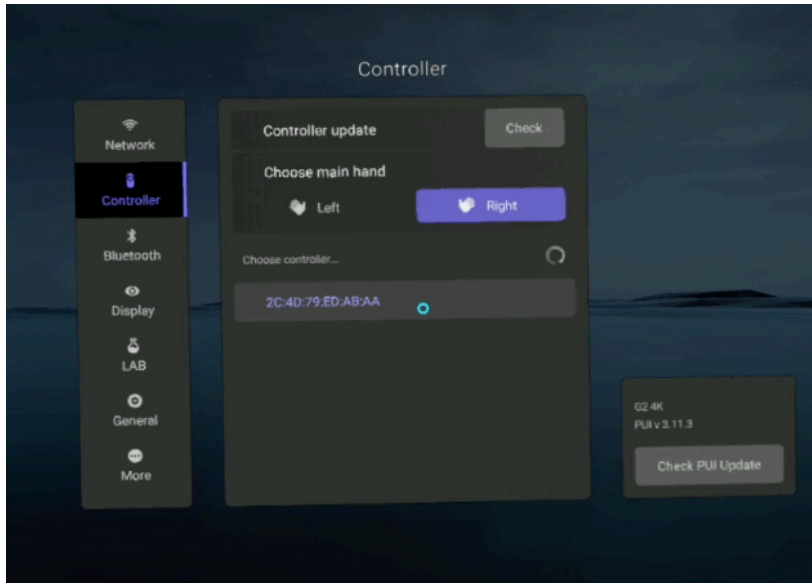 Controller
Network
Controller
Bluetooth
Display
LAB
General
More
Controller update
Check
Choose main hand
Left
Right
Choose controller...
2C:4D:79:ED:AB:AA
G2 4K
PUI v 3.11.3
Check PUI Update